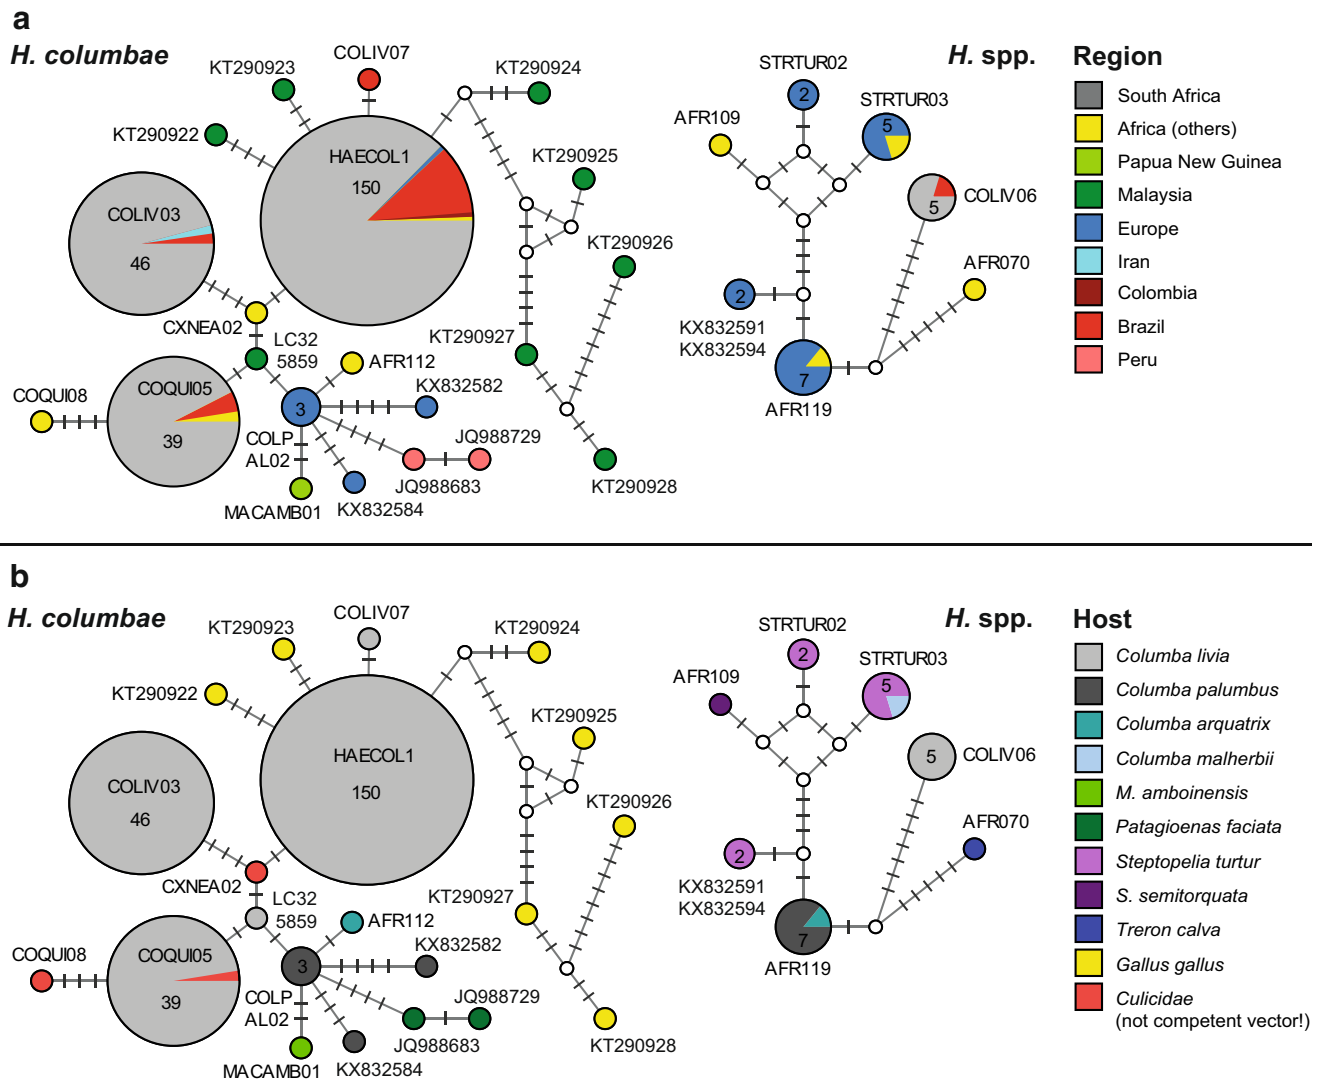 a
H. columbae
H. spp.
Region
COLIV07
KT290923
KT290924
KT290922
HAECOL1
150
KT290925
COLIV03
46
KT290926
CXNEA02
LC32
5859
KT290927
AFR112
COQUI05
39
COQUI08
KX832582
3
COLP
AL02
JQ988729
JQ988683
MACAMB01
KX832584
KT290928
STRTUR02
2
STRTUR03
5
AFR109
COLIV06
5
AFR070
2
KX832591
KX832594
7
AFR119
South Africa
Africa (others)
Papua New Guinea
Malaysia
Europe
Iran
Colombia
Brazil
Peru
b
H. columbae
H. spp.
Host
COLIV07
KT290923
KT290924
KT290922
HAECOL1
150
KT290925
COLIV03
46
KT290926
CXNEA02
LC32
5859
KT290927
AFR112
COQUI05
39
COQUI08
KX832582
3
COLP
AL02
JQ988729
JQ988683
MACAMB01
KX832584
KT290928
STRTUR02
2
STRTUR03
5
AFR109
COLIV06
5
AFR070
2
KX832591
KX832594
7
AFR119
Columba livia
Columba palumbus
Columba arquatrix
Columba malherbii
M. amboinensis
Patagioenas faciata
Steptopelia turtur
S. semitorquata
Treron calva
Gallus gallus
Culicidae
(not competent vector!)